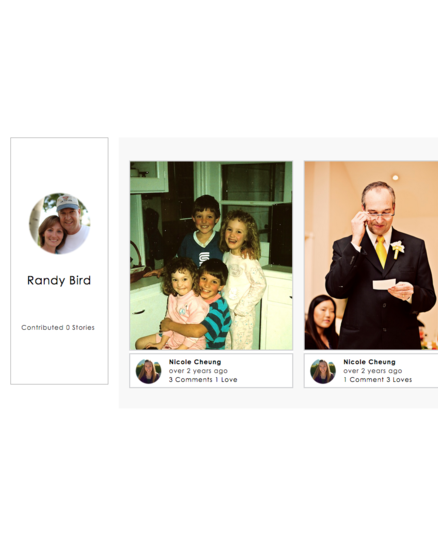 Randy Bird
Contributed 0 Stories
Nicole Cheung
over 2 years ago
3 Comments 1 Love
Nicole Cheung
over 2 years ago
1 Comment 3 Loves